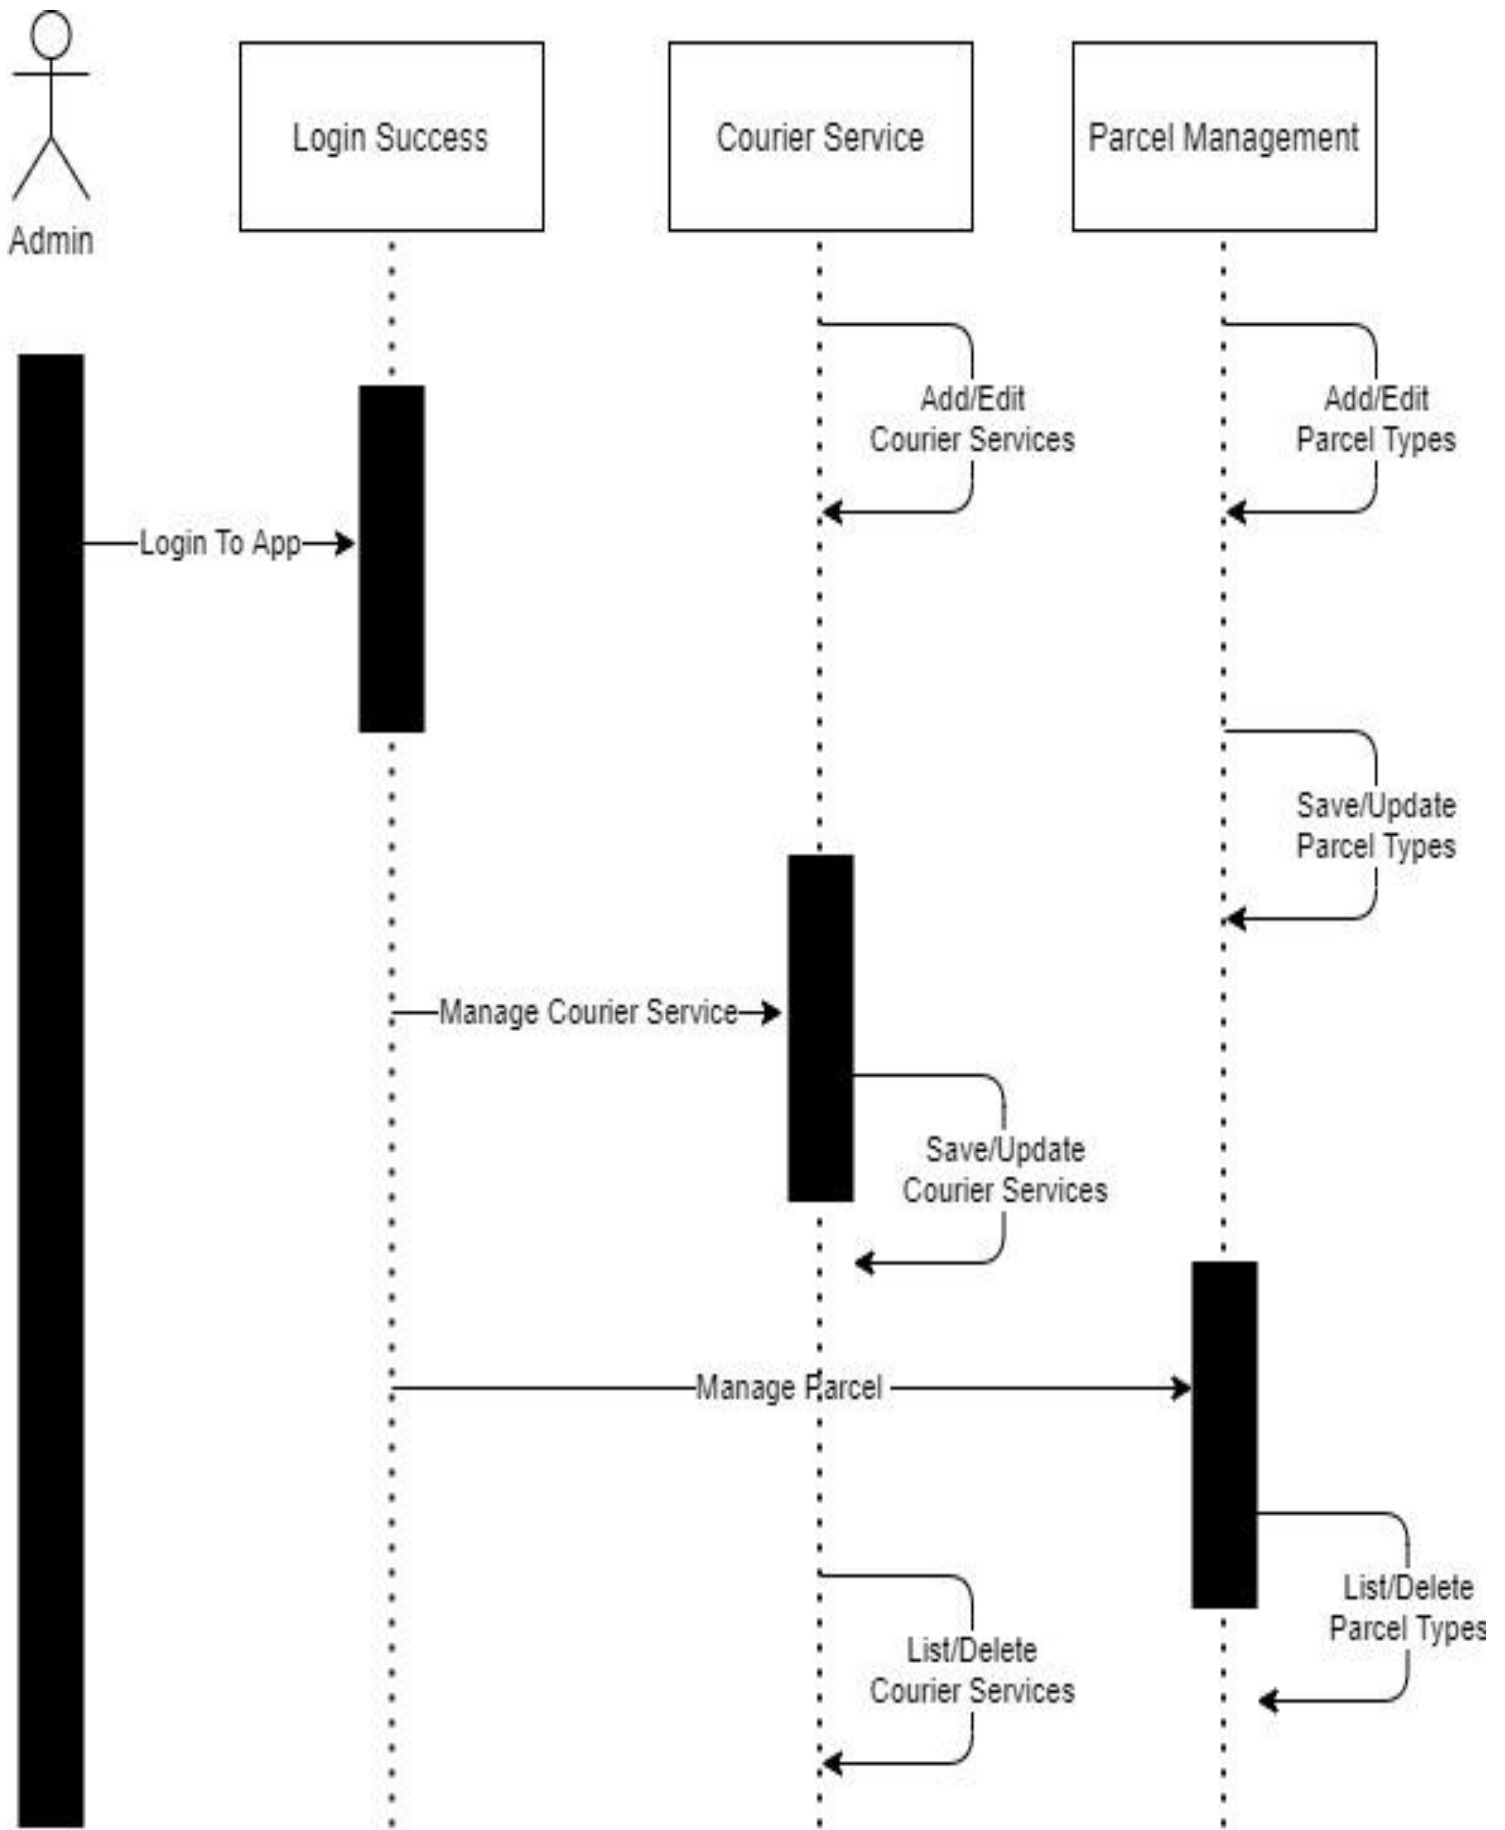 Login Success
Courier Service
Parcel Management
Admin
Add/Edit
Courier Services
Add/Edit
Parcel Types
Login To App
Save/Update
Parcel Types
Manage Courier Service
Save/Update
Courier Services
Manage Parcel
List/Delete
Parcel Types
List/Delete
Courier Services